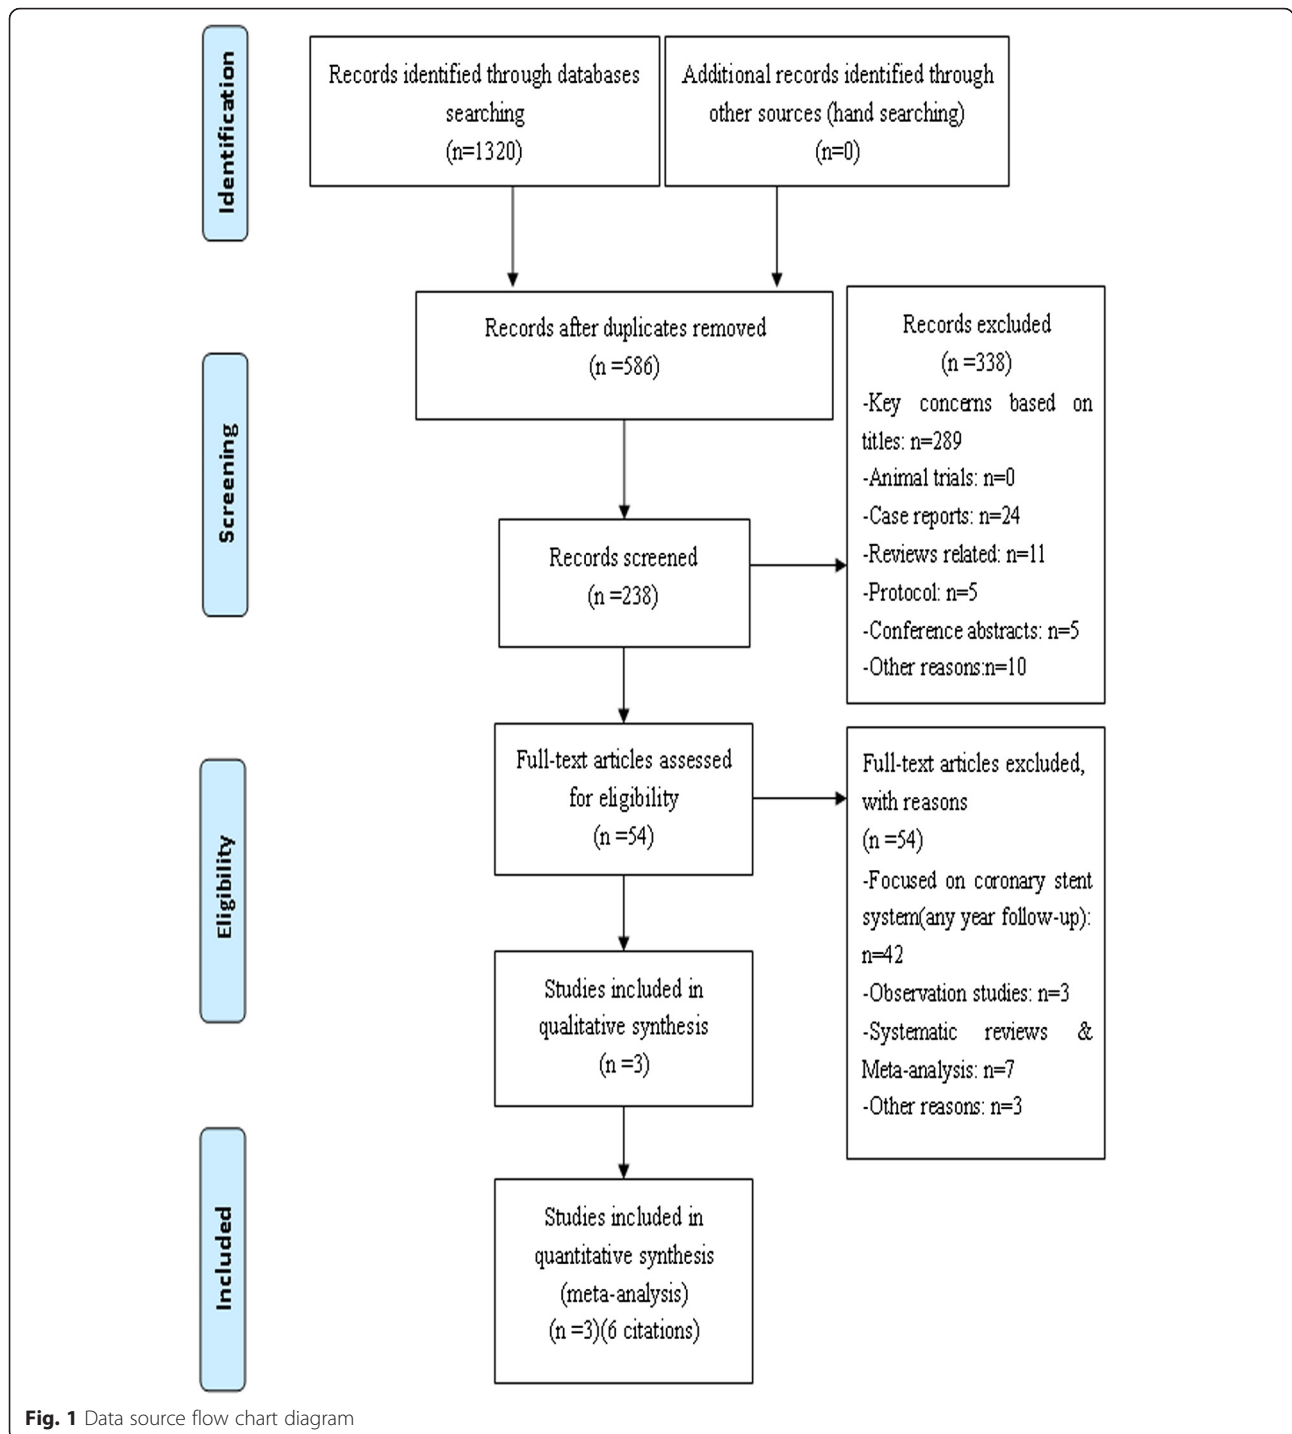 Identification
Records identified through databases
searching
(n=1320)
Additional records identified through
other sources (hand searching)
(n=0)
Records after duplicates removed
(n =586)
Records excluded
(n =338)
-Key concerns based on
titles: n=289
-Animal trials: n=0
-Case reports: n=24
-Reviews related: n=11
-Protocol: n=5
-Conference abstracts: n=5
-Other reasons:n=10
Screening
Records screened
(n =238)
Full-text articles assessed
for eligibility
(n =54)
Full-text articles excluded,
with reasons
(n =54)
-Focused on coronary stent
system(any year follow-up):
n=42
-Observation studies: n=3
-Systematic reviews &
Meta-analysis: n=7
-Other reasons: n=3
Eligibility
Studies included in
qualitative synthesis
(n =3)
Included
Studies included in
quantitative synthesis
(meta-analysis)
(n =3)(6 citations)
Fig. 1 Data source flow chart diagram